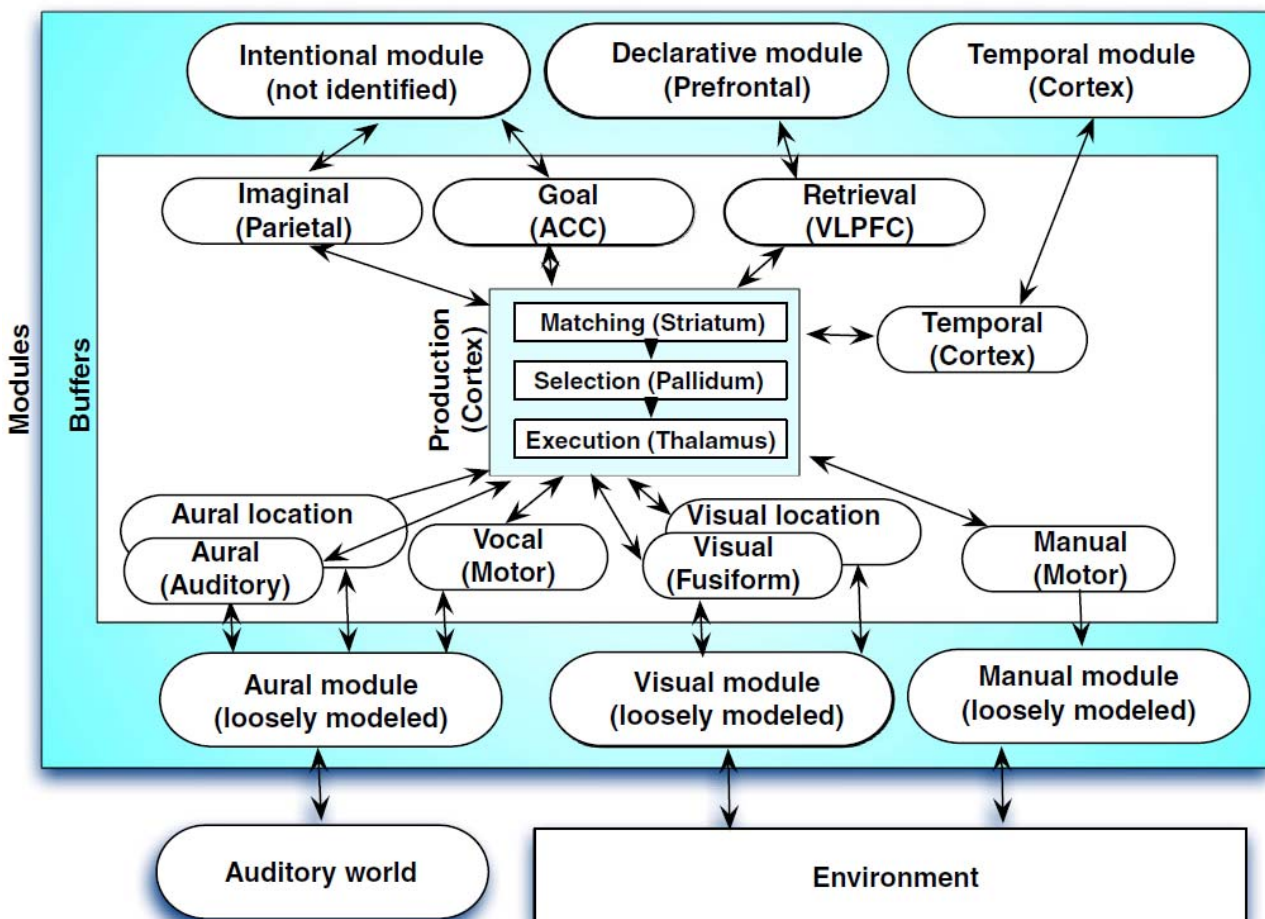 Intentional module
(not identified)
Declarative module
(Prefrontal)
Temporal module
(Cortex)
Imaginal
(Parietal)
Goal
(ACC)
Retrieval
(VLPFC)
Modules
Buffers
Production
(Cortex)
Matching (Striatum)
Selection (Pallidum)
Execution (Thalamus)
Temporal
(Cortex)
Aural location
Aural
(Auditory)
Vocal
(Motor)
Visual location
Visual
(Fusiform)
Manual
(Motor)
Aural module
(loosely modeled)
Visual module
(loosely modeled)
Manual module
(loosely modeled)
Auditory world
Environment